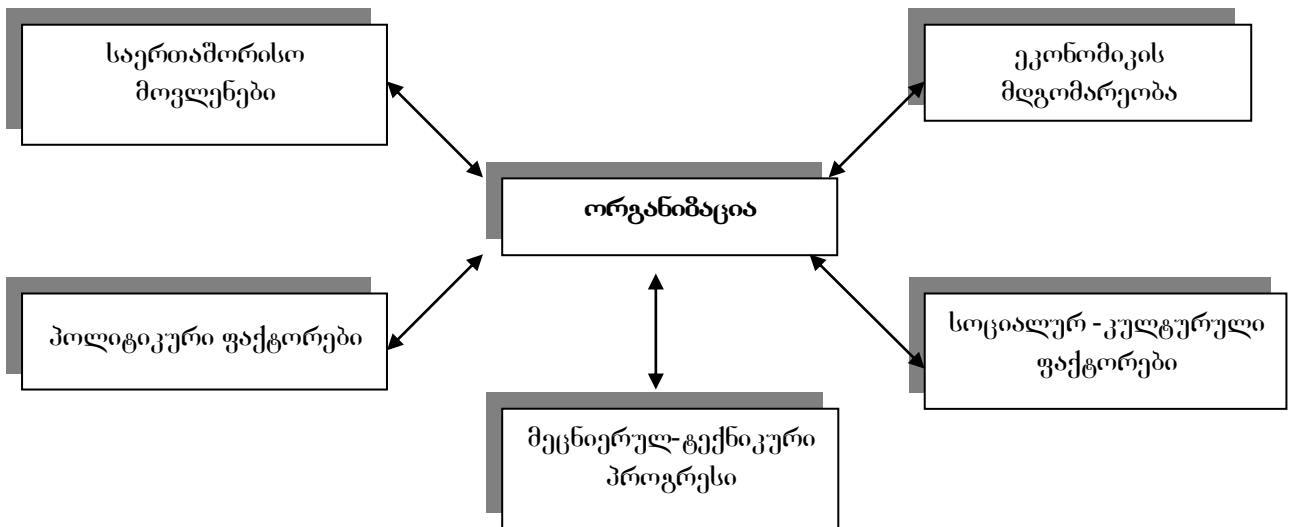 საერთაშორისო
მოვლენები
ეკონომიკის
მდგომარეობა
ორგანიზაცია
პოლიტიკური ფაქტორები
სოციალურ -კულტურული
ფაქტორები
მეცნიერულ-ტექნიკური
პროგრესი